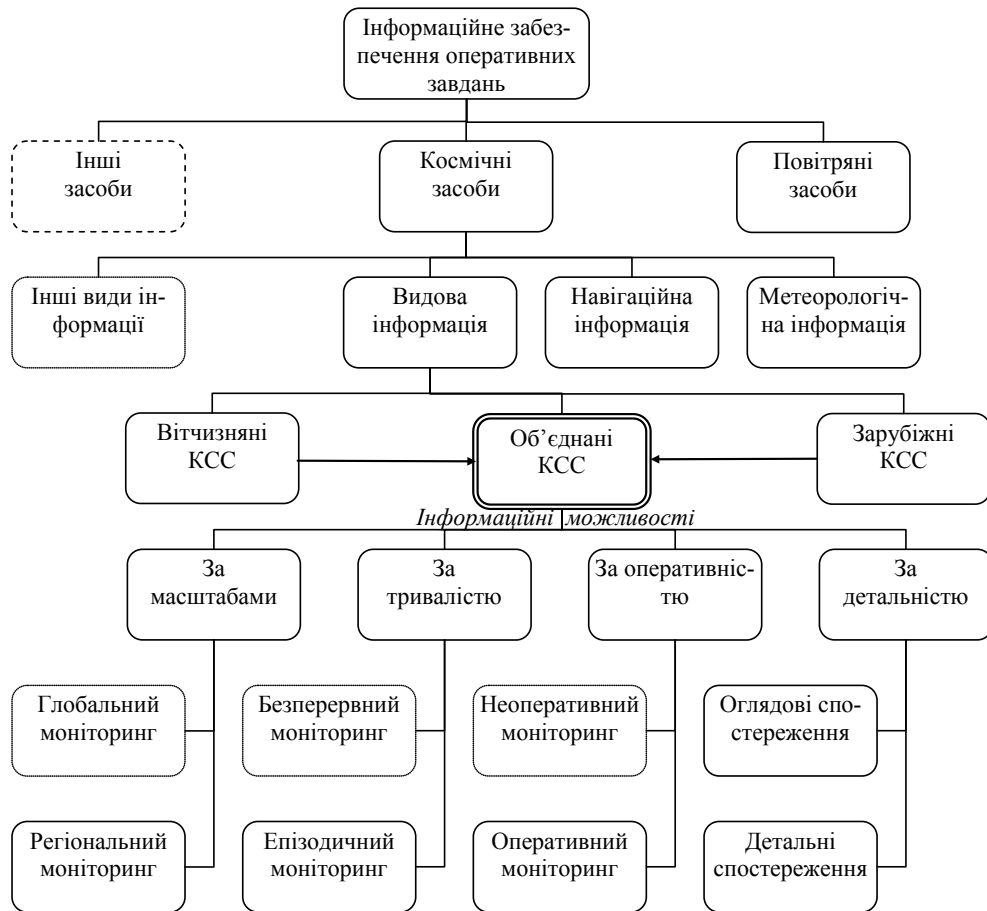 Інформаційне забез-
печення оперативних
завдань
Інші
засоби
Космічні
засоби
Повітряні
засоби
Інші види ін-
формації
Видова
інформація
Навігаційна
інформація
Метеорологіч-
на інформація
Вітчизняні
КСС
Об’єднані
КСС
Зарубіжні
КСС
Інформаційні можливості
За
масштабами
За
тривалістю
За оперативніс-
тю
За
детальністю
Глобальний
моніторинг
Безперервний
моніторинг
Неоперативний
моніторинг
Оглядові спо-
стереження
Регіональний
моніторинг
Епізодичний
моніторинг
Оперативний
моніторинг
Детальні
спостереження